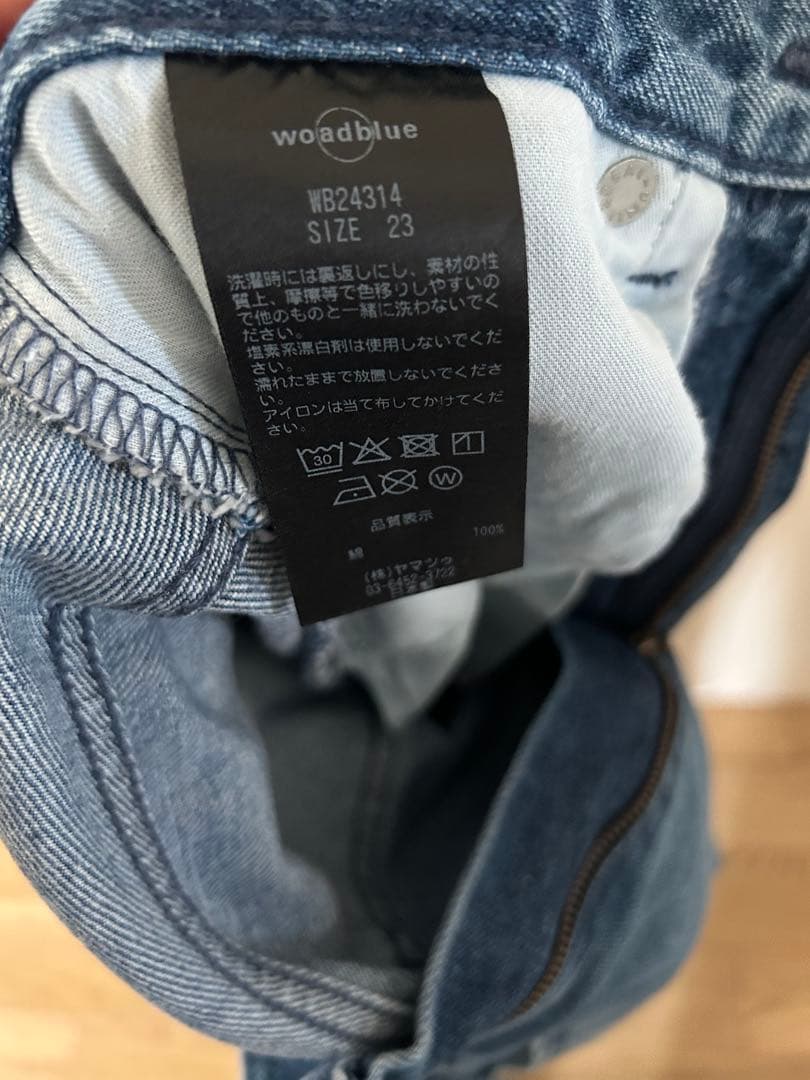 woadblue
WB24314
SIZE 23
洗濯時には裏返しにし、素材の性
質上、摩擦等で色移りしやすいの
で他のものと一緒に洗わないでく
ださい。
塩素系漂白剤は使用しないでくだ
さい。
濡れたままで放置しないでくださ
い。
アイロンは当て布してかけてくだ
さい。
30
W
品質表示
綿 100%
(株)ヤマツゥ
03-6452-3722